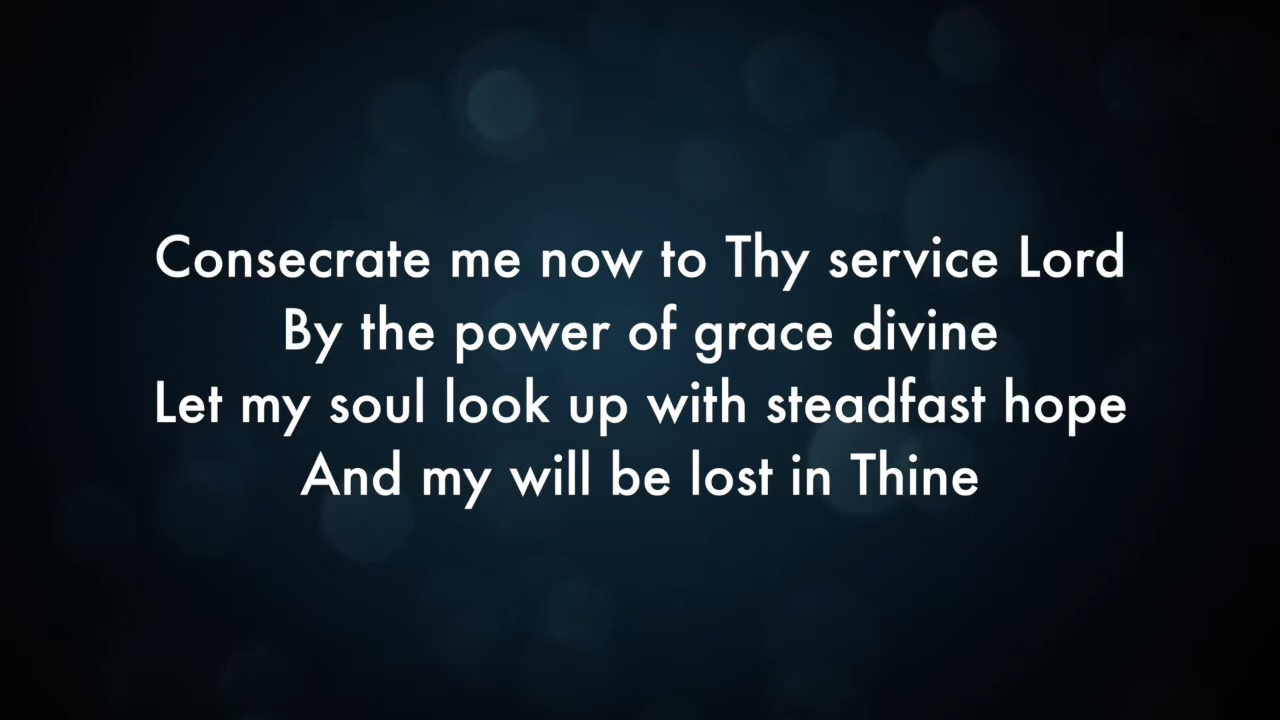 Consecrate me now to Thy service Lord
By the power of grace divine
Let my soul look up with steadfast hope
And my will be lost in Thine